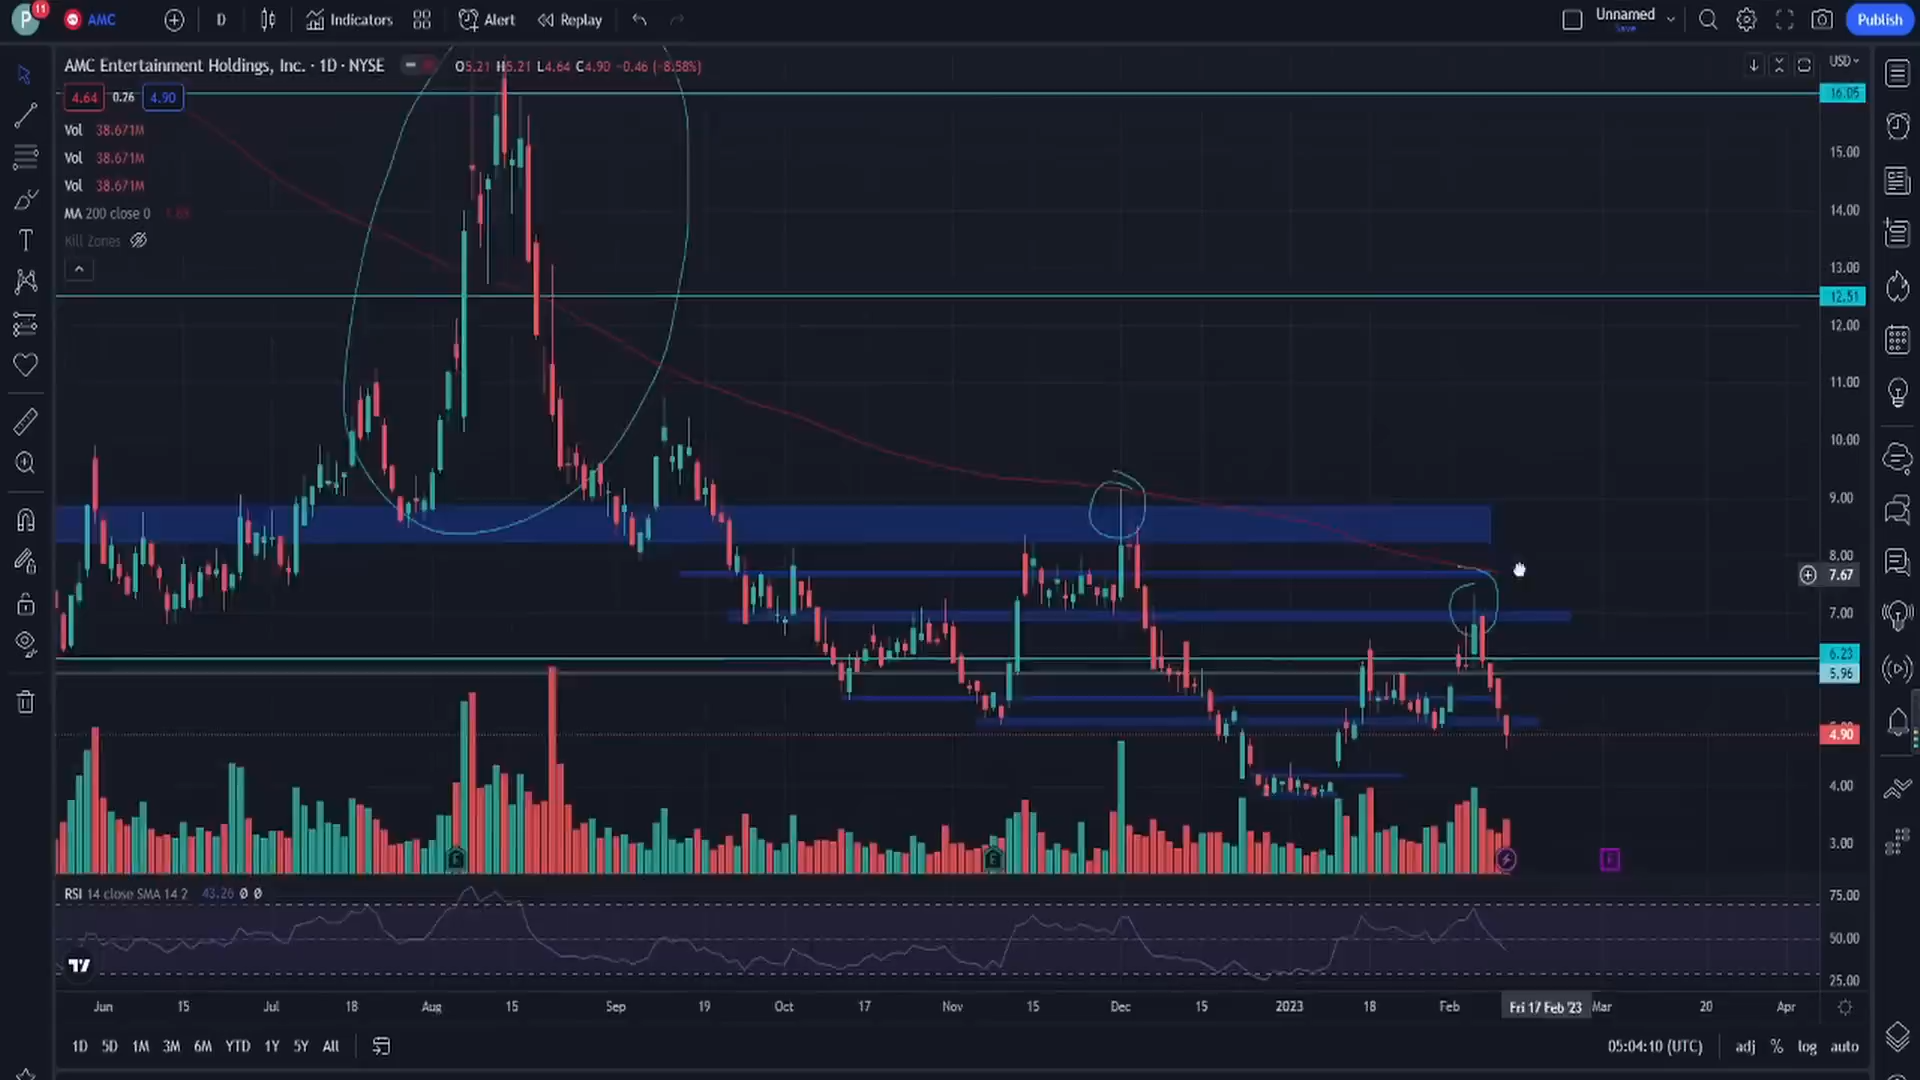 P 11 AMC D Indicators Alert Replay Unnamed Save Publish
AMC Entertainment Holdings, Inc. · 1D · NYSE O5.21 H5.21 L4.64 C4.90 −0.46 (−8.58%) USD
4.64 0.26 4.90
16.05
Vol 38.671M
15.00
Vol 38.671M
Vol 38.671M
14.00
MA 200 close 0
Kill Zones
13.00
12.51
12.00
11.00
10.00
9.00
8.00
7.67
7.00
6.23
5.96
4.90
4.00
3.00
E E E
RSI 14 close SMA 14 2 43.26 Ø Ø
75.00
50.00
25.00
Jun 15 Jul 18 Aug 15 Sep 19 Oct 17 Nov 15 Dec 15 2023 18 Feb Fri 17 Feb '23 Mar 20 Apr
1D 5D 1M 3M 6M YTD 1Y 5Y All 05:04:10 (UTC) adj % log auto